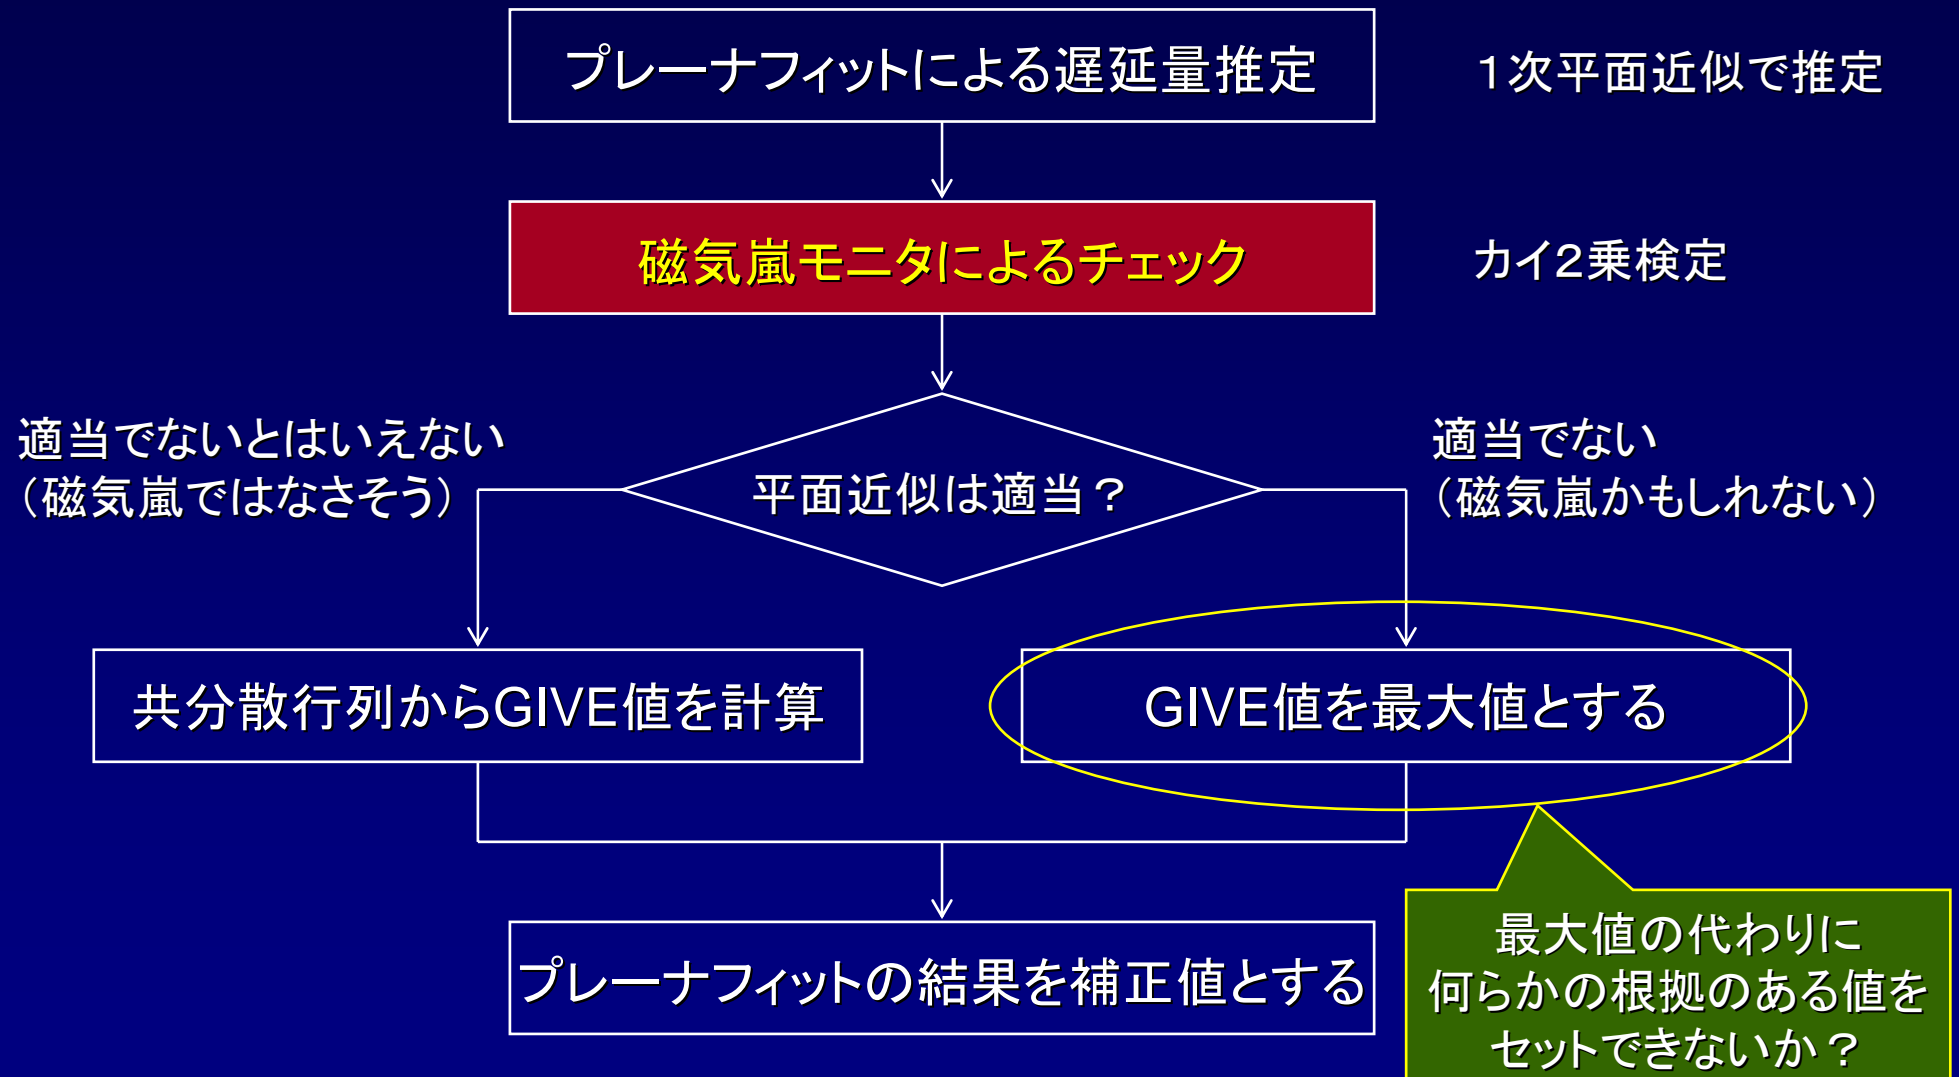 プレーナフィットによる遅延量推定
１次平面近似で推定
磁気嵐モニタによるチェック
カイ２乗検定
適当でないとはいえない
（磁気嵐ではなさそう）
平面近似は適当？
適当でない
（磁気嵐かもしれない）
共分散行列からGIVE値を計算
GIVE値を最大値とする
プレーナフィットの結果を補正値とする
最大値の代わりに
何らかの根拠のある値を
セットできないか？